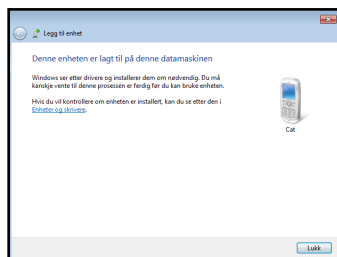 Legg til enhet
Denne enheten er lagt til på denne datamaskinen
Windows ser etter drivere og installerer dem om nødvendig. Du må
kanskje vente til denne prosessen er ferdig før du kan bruke enheten.
Hvis du vil kontrollere om enheten er installert, kan du se etter den i
Enheter og skrivere.
Cat
Lukk